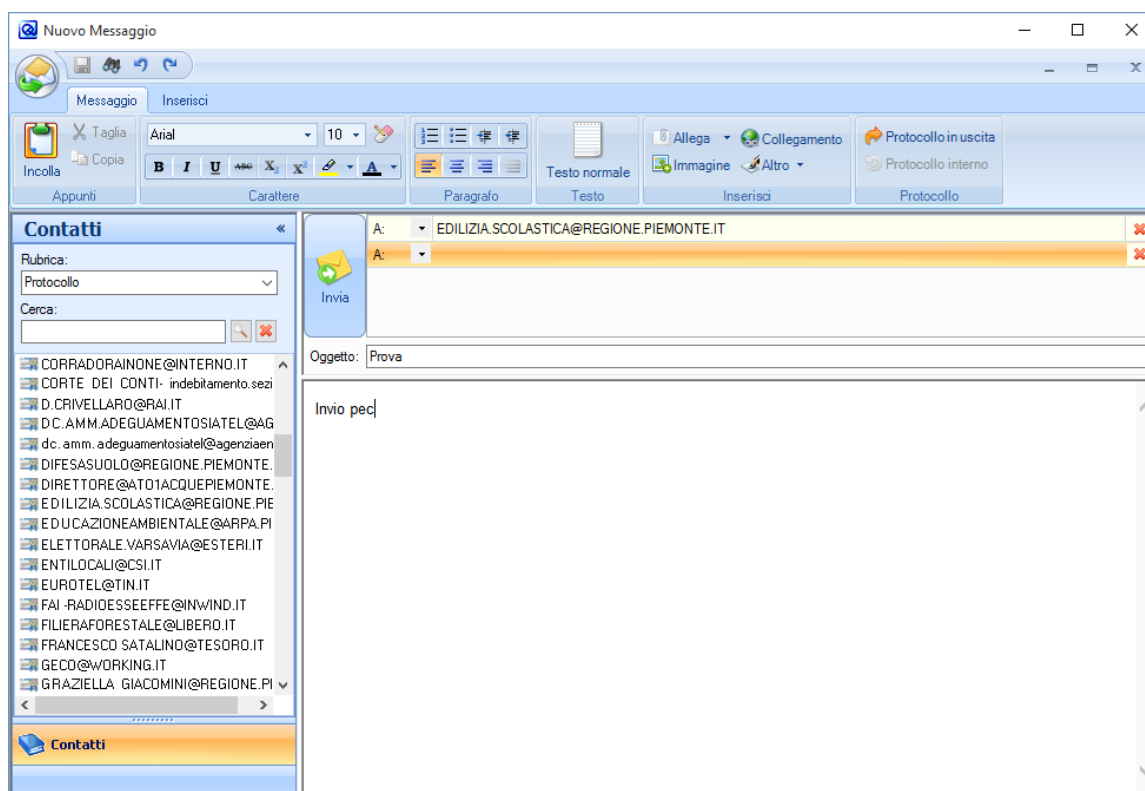 Nuovo Messaggio
Messaggio Inserisci
Incolla
Taglia
Copia
Appunti
Arial 10
B I U ABC X₂ X² A
Carattere
Paragrafo
Testo normale
Testo
Allega Collegamento
Immagine Altro
Inserisci
Protocollo in uscita
Protocollo interno
Protocollo
Contatti «
Rubrica:
Protocollo
Cerca:
CORRADORAINONE@INTERNO.IT
CORTE DEI CONTI- indebitamento.sezi
D.CRIVELLARO@RAI.IT
DC.AMM.ADEGUAMENTOSIATEL@AG
dc.amm.adeguamentosiatel@agenziaen
DIFESASUOLO@REGIONE.PIEMONTE.
DIRETTORE@ATO1ACQUEPIEMONTE.
EDILIZIA.SCOLASTICA@REGIONE.PIE
EDUCAZIONEAMBIENTALE@ARPA.PI
ELETTORALE.VARSAVIA@ESTERI.IT
ENTILOCALI@CSI.IT
EUROTEL@TIN.IT
FAI -RADIOESSEEFFE@INWIND.IT
FILIERAFORESTALE@LIBERO.IT
FRANCESCO SATALINO@TESORO.IT
GECO@WORKING.IT
GRAZIELLA GIACOMINI@REGIONE.PI
Contatti
Invia
A: EDILIZIA.SCOLASTICA@REGIONE.PIEMONTE.IT
A:
Oggetto: Prova
Invio pec